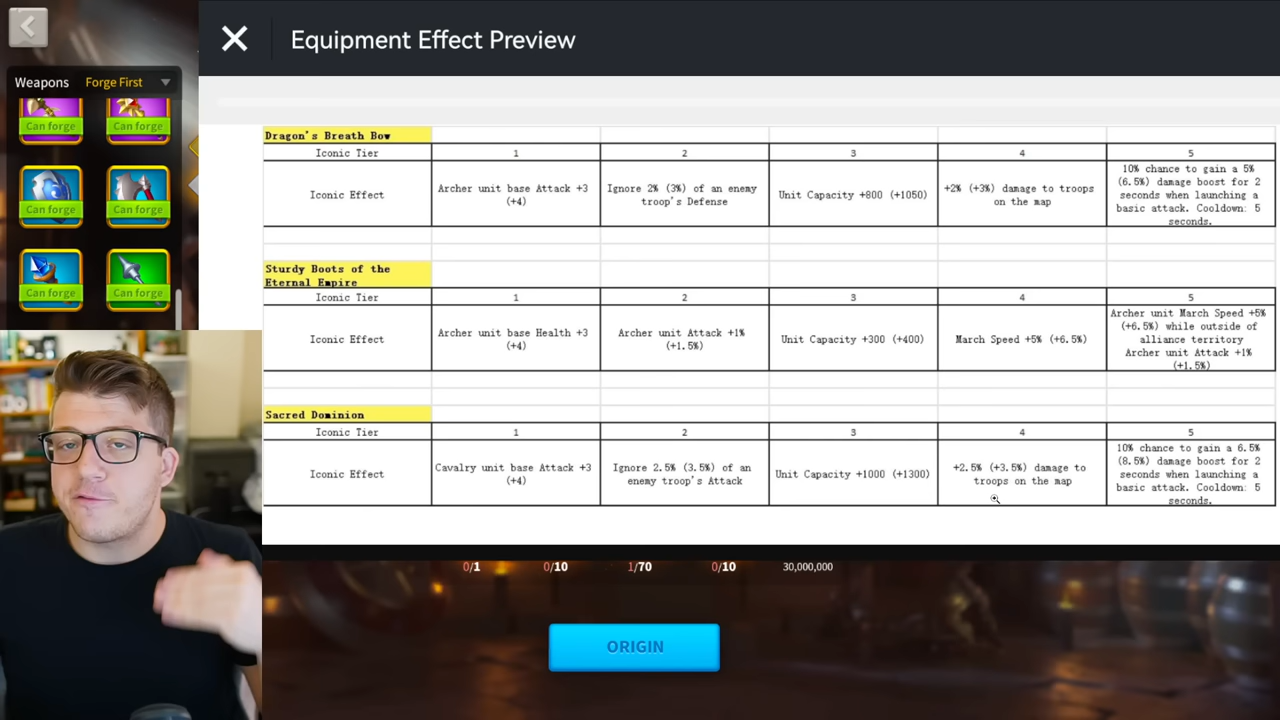 Equipment Effect Preview
Weapons Forge First
Can forge Can forge
Can forge Can forge
Can forge Can forge
Dragon's Breath Bow
Iconic Tier 1 2 3 4 5
Iconic Effect
Archer unit base Attack +3
(+4)
Ignore 2% (3%) of an enemy
troop's Defense
Unit Capacity +800 (+1050)
+2% (+3%) damage to troops
on the map
10% chance to gain a 5%
(6.5%) damage boost for 2
seconds when launching a
basic attack. Cooldown: 5
seconds.
Sturdy Boots of the
Eternal Empire
Iconic Tier 1 2 3 4 5
Iconic Effect
Archer unit base Health +3
(+4)
Archer unit Attack +1%
(+1.5%)
Unit Capacity +300 (+400)
March Speed +5% (+6.5%)
Archer unit March Speed +5%
(+6.5%) while outside of
alliance territory
Archer unit Attack +1%
(+1.5%)
Sacred Dominion
Iconic Tier 1 2 3 4 5
Iconic Effect
Cavalry unit base Attack +3
(+4)
Ignore 2.5% (3.5%) of an
enemy troop's Attack
Unit Capacity +1000 (+1300)
+2.5% (+3.5%) damage to
troops on the map
10% chance to gain a 6.5%
(8.5%) damage boost for 2
seconds when launching a
basic attack. Cooldown: 5
seconds.
0/1 0/10 1/70 0/10 30,000,000
ORIGIN